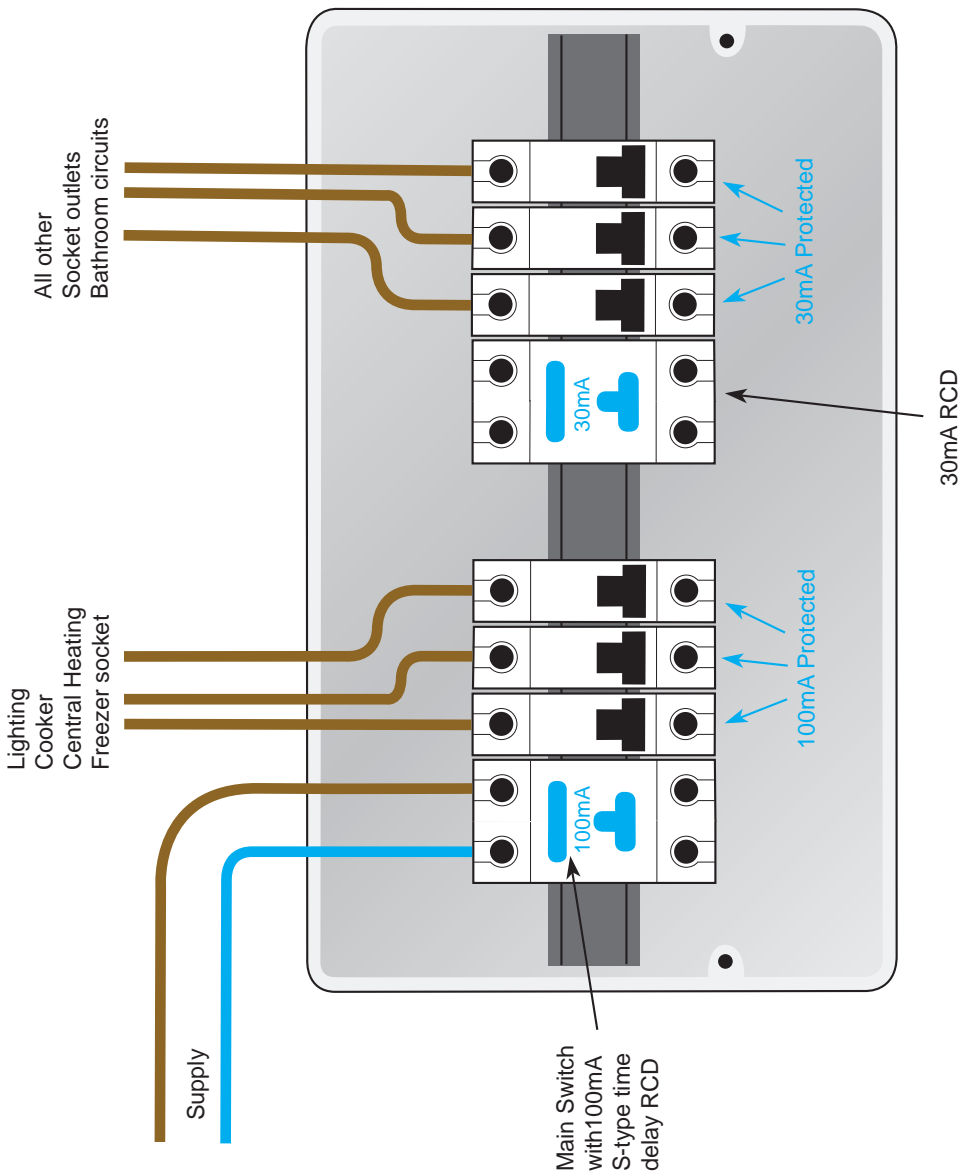 All other
Socket outlets
Bathroom circuits
Lighting
Cooker
Central Heating
Freezer socket
Supply
30mA
30mA Protected
30mA RCD
100mA
100mA Protected
Main Switch
with100mA
S-type time
delay RCD